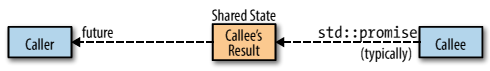 Shared State
Caller
future
Callee's
Result
std::promise
(typically)
Callee